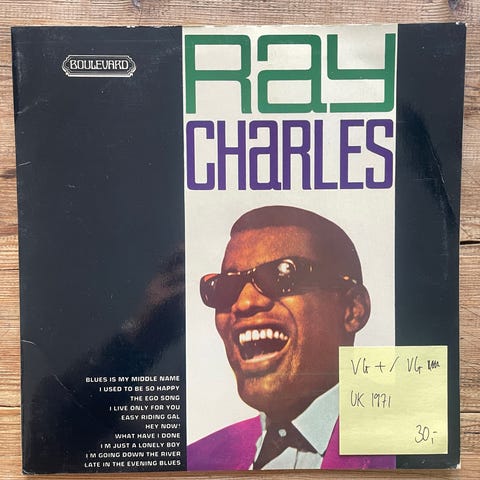 BOULEVARD
Ray
CHaRLES
BLUES IS MY MIDDLE NAME
I USED TO BE SO HAPPY
THE EGO SONG
I LIVE ONLY FOR YOU
EASY RIDING GAL
HEY NOW!
WHAT HAVE I DONE
I'M JUST A LONELY BOY
I'M GOING DOWN THE RIVER
LATE IN THE EVENING BLUES
VG + / VG
UK 1971
30,-